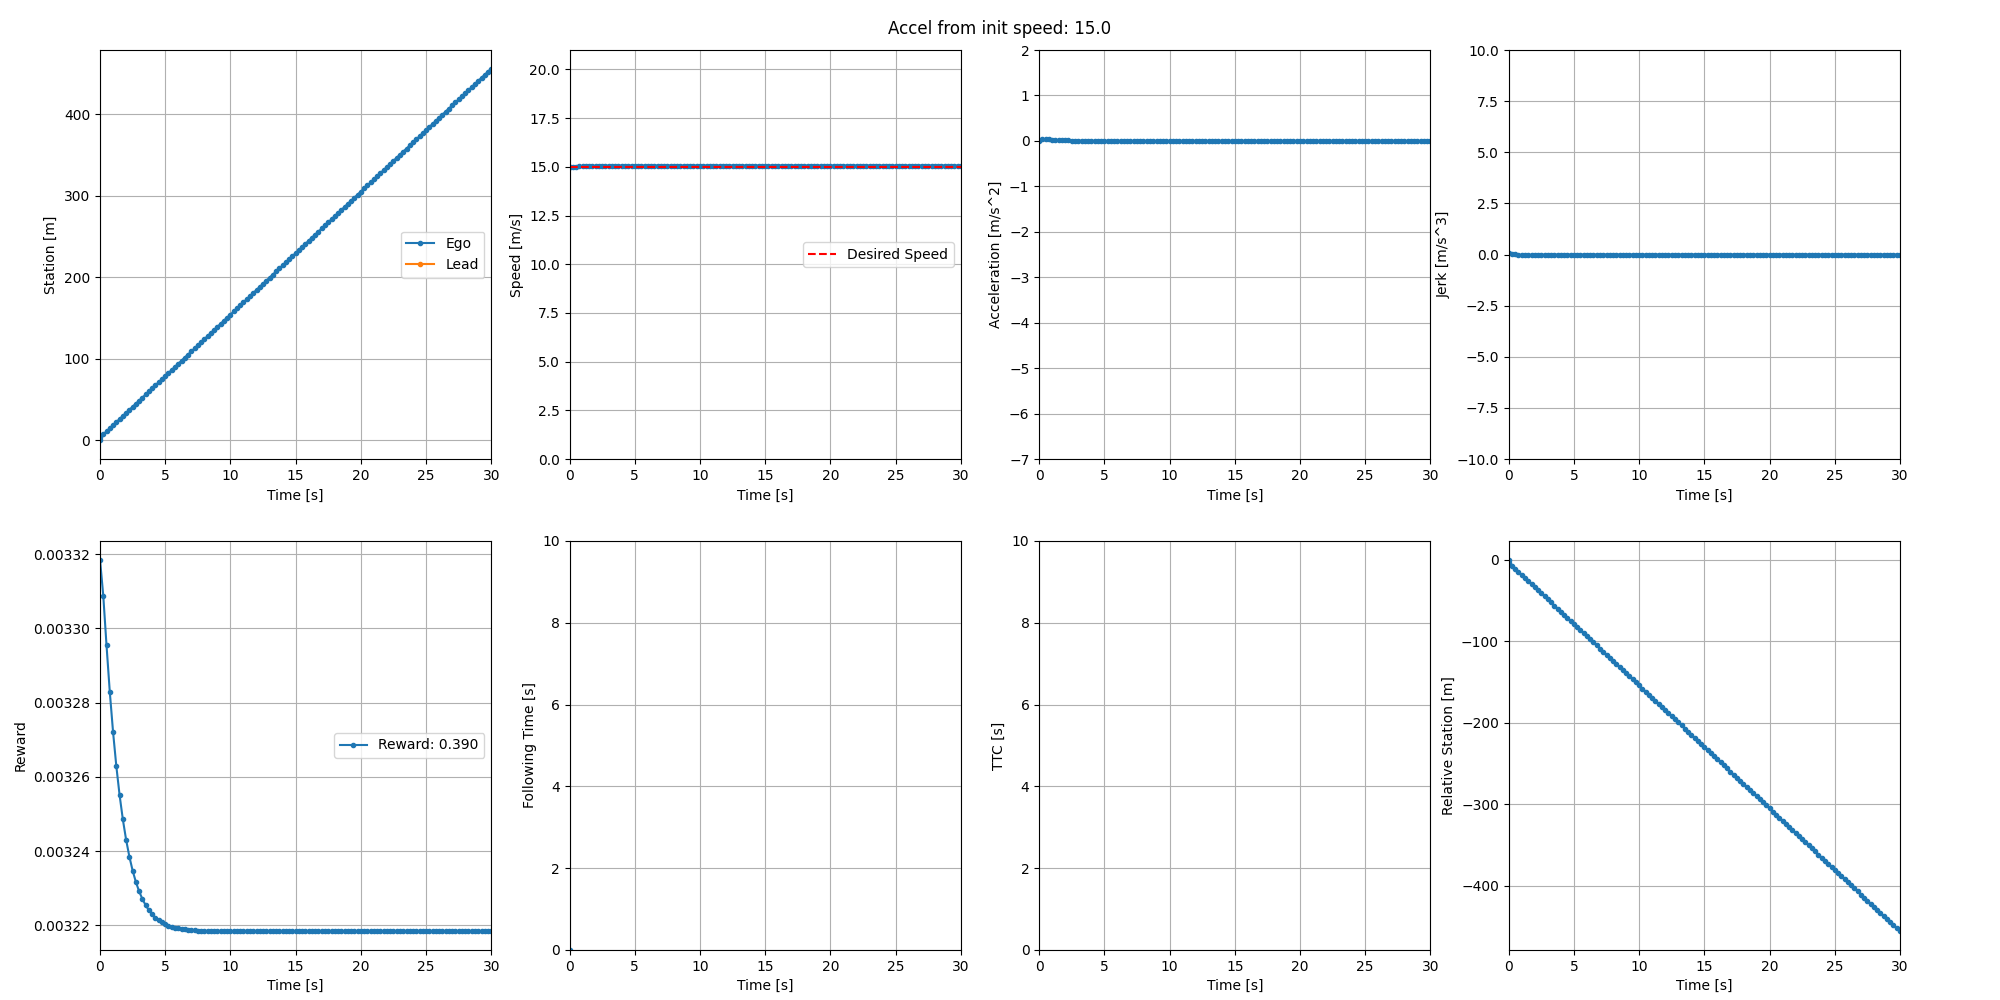 Accel from init speed: 15.0
400
300
200
100
0
Station [m]
Ego
Lead
0 5 10 15 20 25 30
Time [s]
20.0
17.5
15.0
12.5
10.0
7.5
5.0
2.5
0.0
Speed [m/s]
Desired Speed
0 5 10 15 20 25 30
Time [s]
2
1
0
−1
−2
−3
−4
−5
−6
−7
Acceleration [m/s^2]
0 5 10 15 20 25 30
Time [s]
10.0
7.5
5.0
2.5
0.0
−2.5
−5.0
−7.5
−10.0
Jerk [m/s^3]
0 5 10 15 20 25 30
Time [s]
0.00332
0.00330
0.00328
0.00326
0.00324
0.00322
Reward
Reward: 0.390
0 5 10 15 20 25 30
Time [s]
10
8
6
4
2
0
Following Time [s]
0 5 10 15 20 25 30
Time [s]
10
8
6
4
2
0
TTC [s]
0 5 10 15 20 25 30
Time [s]
0
−100
−200
−300
−400
Relative Station [m]
0 5 10 15 20 25 30
Time [s]